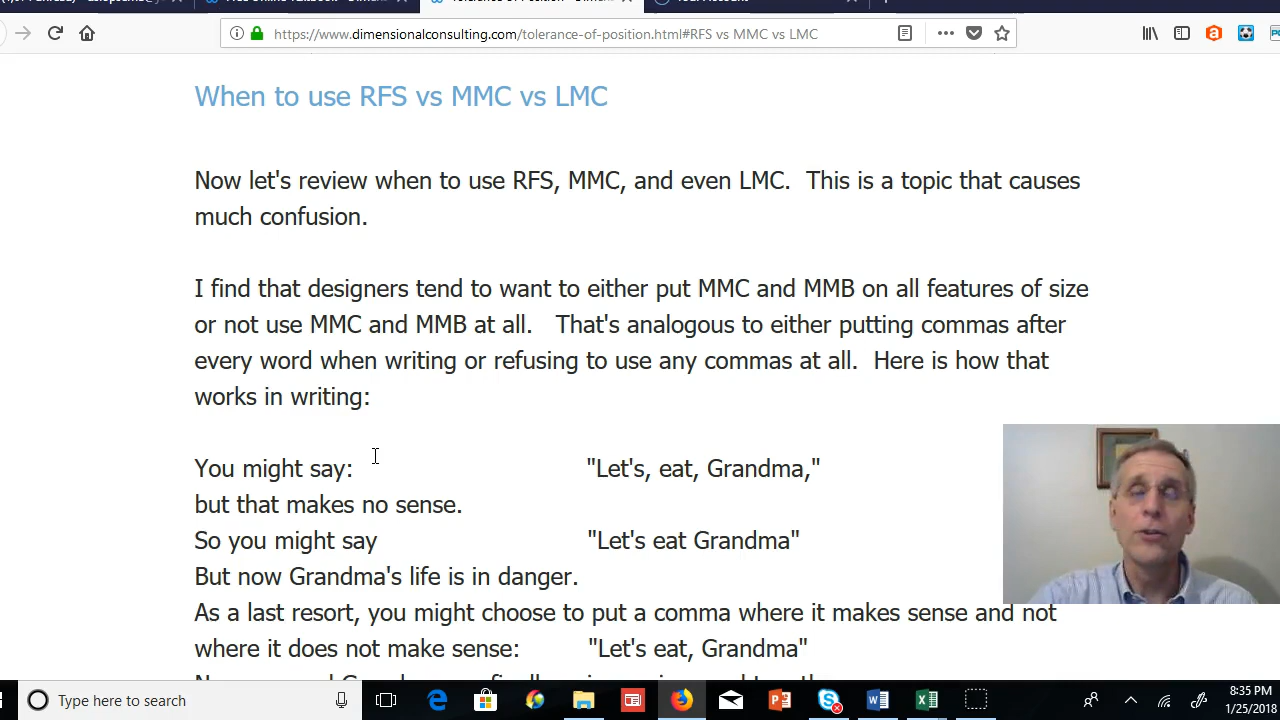 https://www.dimensionalconsulting.com/tolerance-of-position.html#RFS vs MMC vs LMC
When to use RFS vs MMC vs LMC
Now let's review when to use RFS, MMC, and even LMC. This is a topic that causes
much confusion.
I find that designers tend to want to either put MMC and MMB on all features of size
or not use MMC and MMB at all. That's analogous to either putting commas after
every word when writing or refusing to use any commas at all. Here is how that
works in writing:
You might say: "Let's, eat, Grandma,"
but that makes no sense.
So you might say "Let's eat Grandma"
But now Grandma's life is in danger.
As a last resort, you might choose to put a comma where it makes sense and not
where it does not make sense: "Let's eat, Grandma"
Type here to search
8:35 PM
1/25/2018